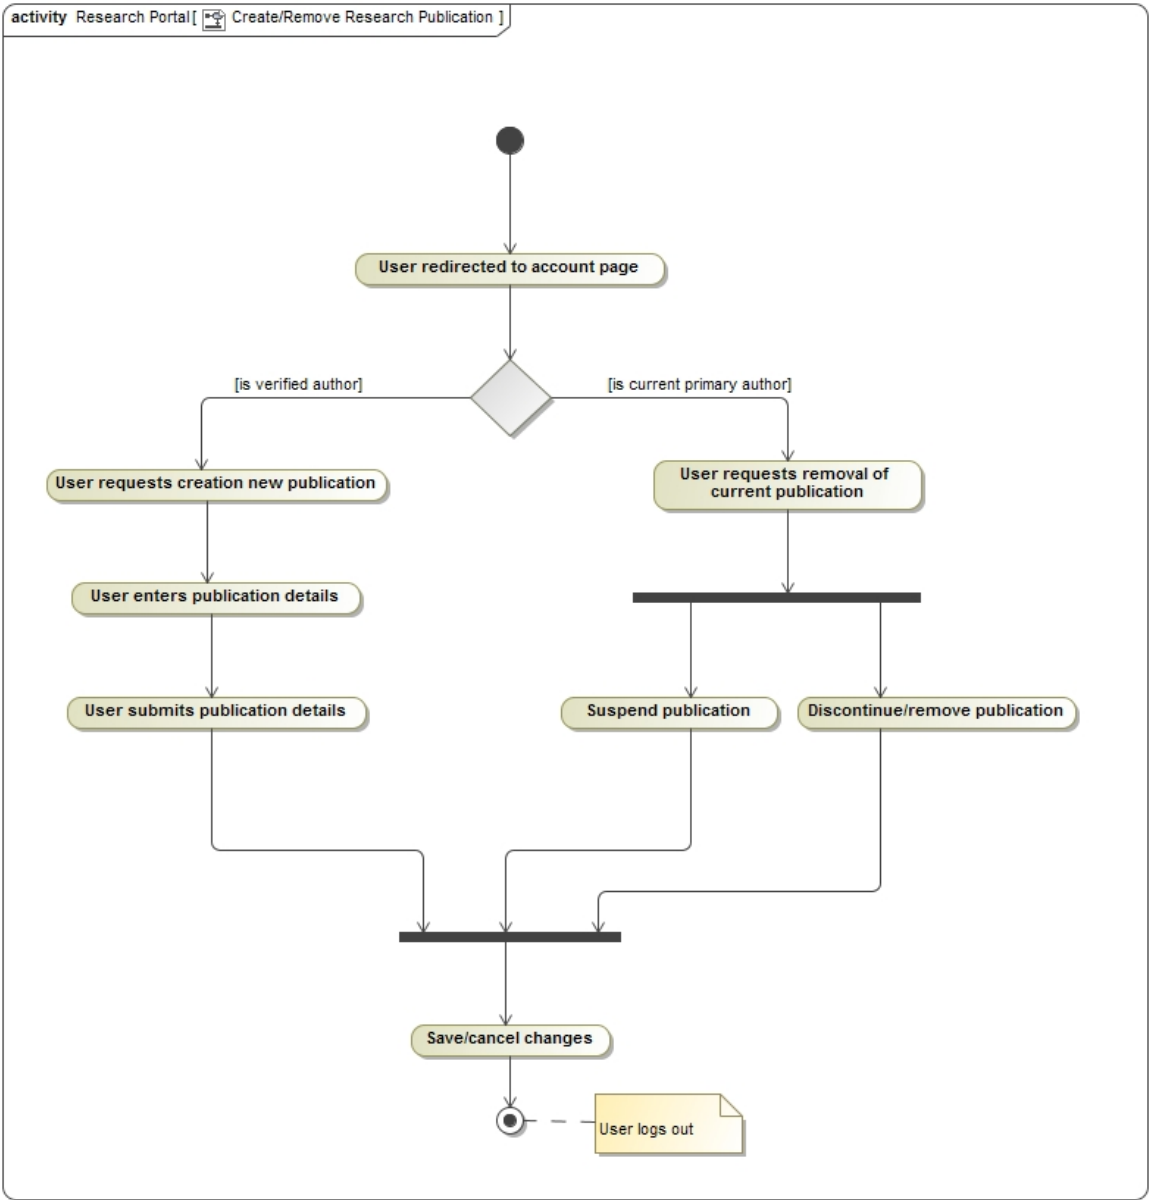 activity Research Portal[ Create/Remove Research Publication ]
User redirected to account page
[is verified author]
[is current primary author]
User requests creation new publication
User requests removal of
current publication
User enters publication details
User submits publication details
Suspend publication
Discontinue/remove publication
Save/cancel changes
User logs out